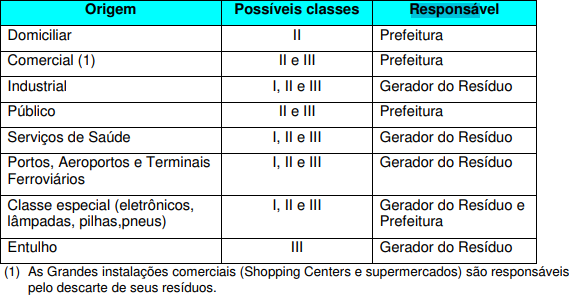 Origem Possíveis classes Responsável
Domiciliar II Prefeitura
Comercial (1) II e III Prefeitura
Industrial I, II e III Gerador do Resíduo
Público II e III Prefeitura
Serviços de Saúde I, II e III Gerador do Resíduo
Portos, Aeroportos e Terminais
Ferroviários I, II e III Gerador do Resíduo
Classe especial (eletrônicos,
lâmpadas, pilhas,pneus) I, II e III Gerador do Resíduo e
Prefeitura
Entulho III Gerador do Resíduo
(1) As Grandes instalações comerciais (Shopping Centers e supermercados) são responsáveis
pelo descarte de seus resíduos.